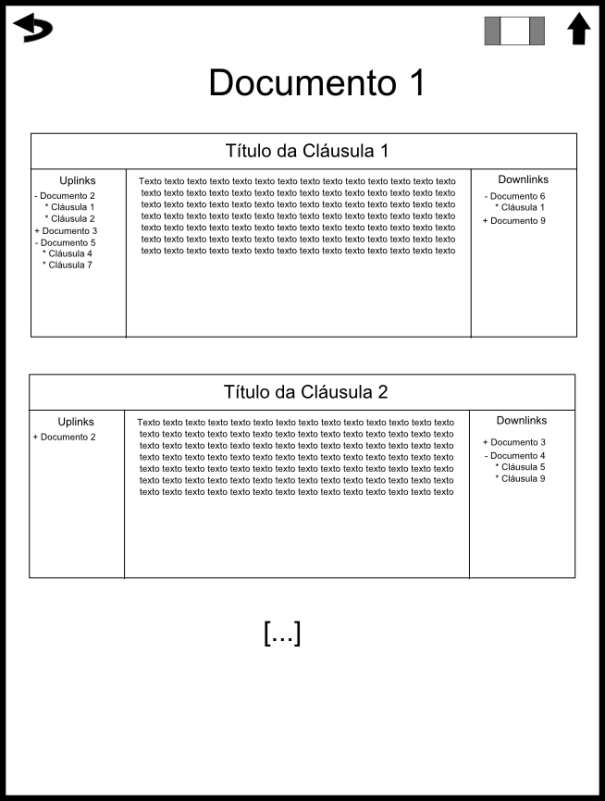 Documento 1
Título da Cláusula 1
Uplinks
- Documento 2
* Cláusula 1
* Cláusula 2
+ Documento 3
- Documento 5
* Cláusula 4
* Cláusula 7
Texto texto texto texto texto texto texto texto texto texto texto texto texto texto
texto texto texto texto texto texto texto texto texto texto texto texto texto texto
texto texto texto texto texto texto texto texto texto texto texto texto texto texto
texto texto texto texto texto texto texto texto texto texto texto texto texto texto
texto texto texto texto texto texto texto texto texto texto texto texto texto texto
texto texto texto texto texto texto texto texto texto texto texto texto texto texto
texto texto texto texto texto texto texto texto texto texto texto texto texto texto
Downlinks
- Documento 6
* Cláusula 1
+ Documento 9
Título da Cláusula 2
Uplinks
+ Documento 2
Texto texto texto texto texto texto texto texto texto texto texto texto texto texto
texto texto texto texto texto texto texto texto texto texto texto texto texto texto
texto texto texto texto texto texto texto texto texto texto texto texto texto texto
texto texto texto texto texto texto texto texto texto texto texto texto texto texto
texto texto texto texto texto texto texto texto texto texto texto texto texto texto
texto texto texto texto texto texto texto texto texto texto texto texto texto texto
texto texto texto texto texto texto texto texto texto texto texto texto texto texto
Downlinks
+ Documento 3
- Documento 4
* Cláusula 5
* Cláusula 9
[...]